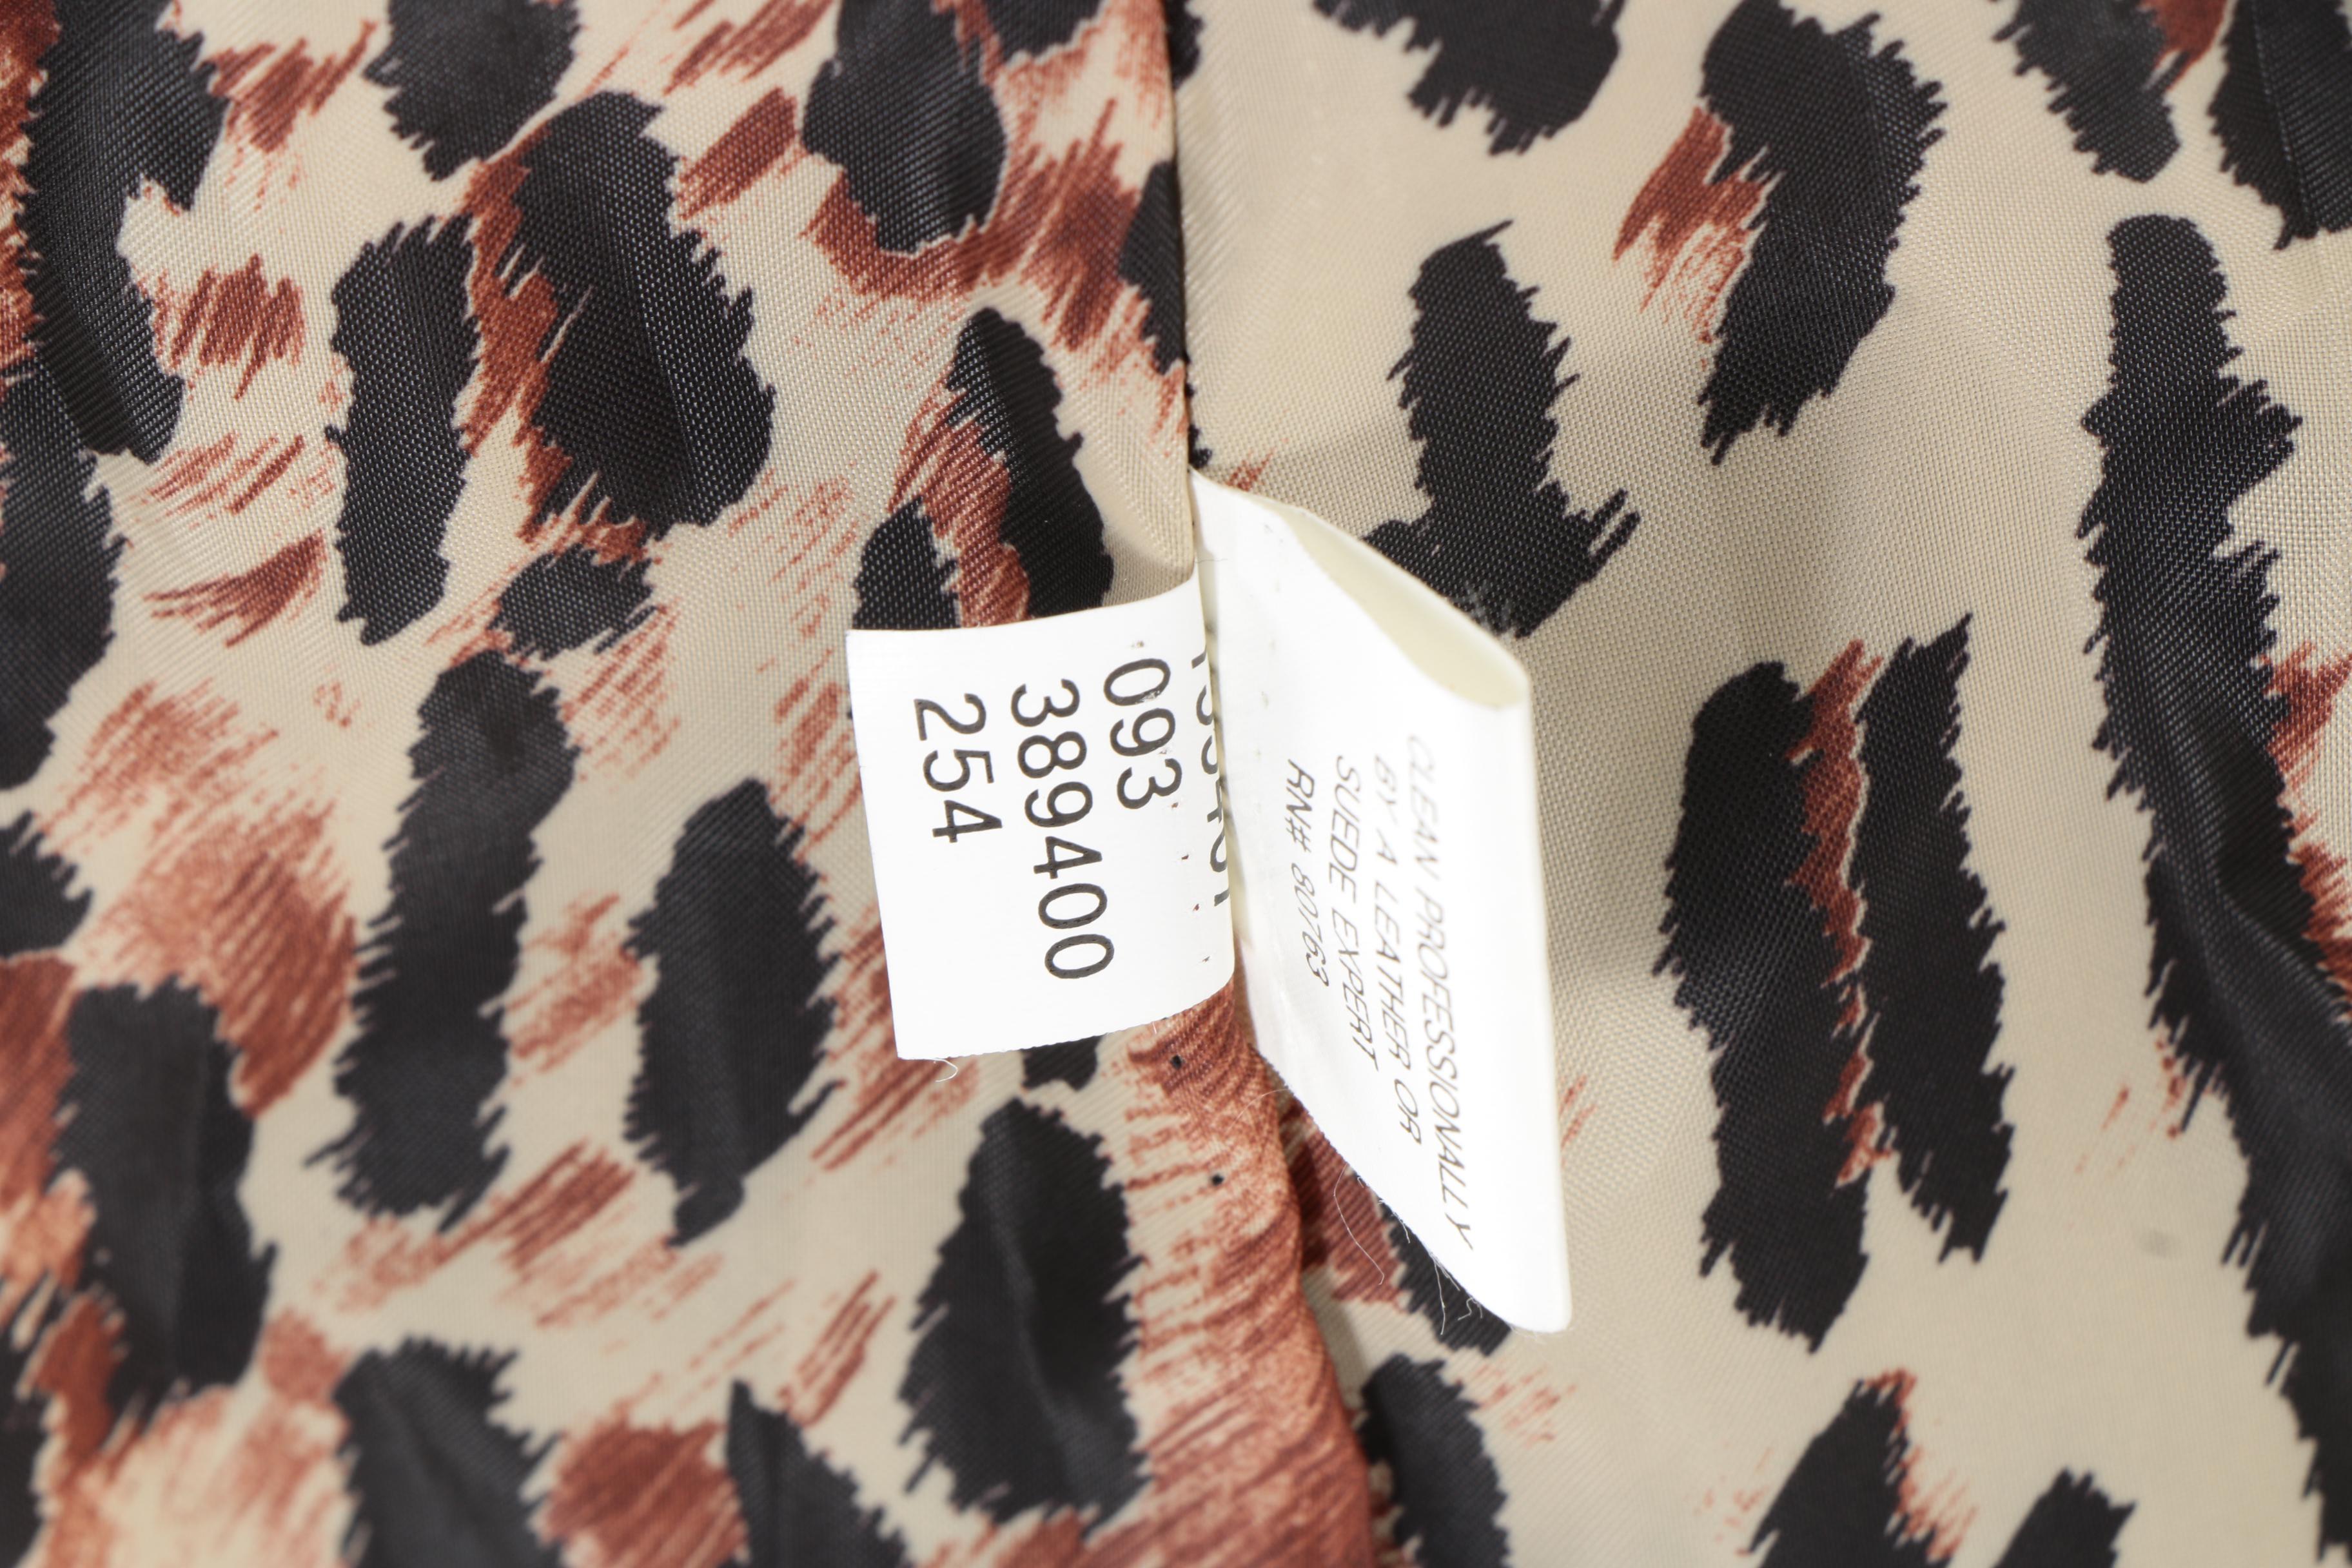 093
389400
254
CLEAN PROFESSIONALLY
BY A LEATHER OR
SUEDE EXPERT
RN# 80763